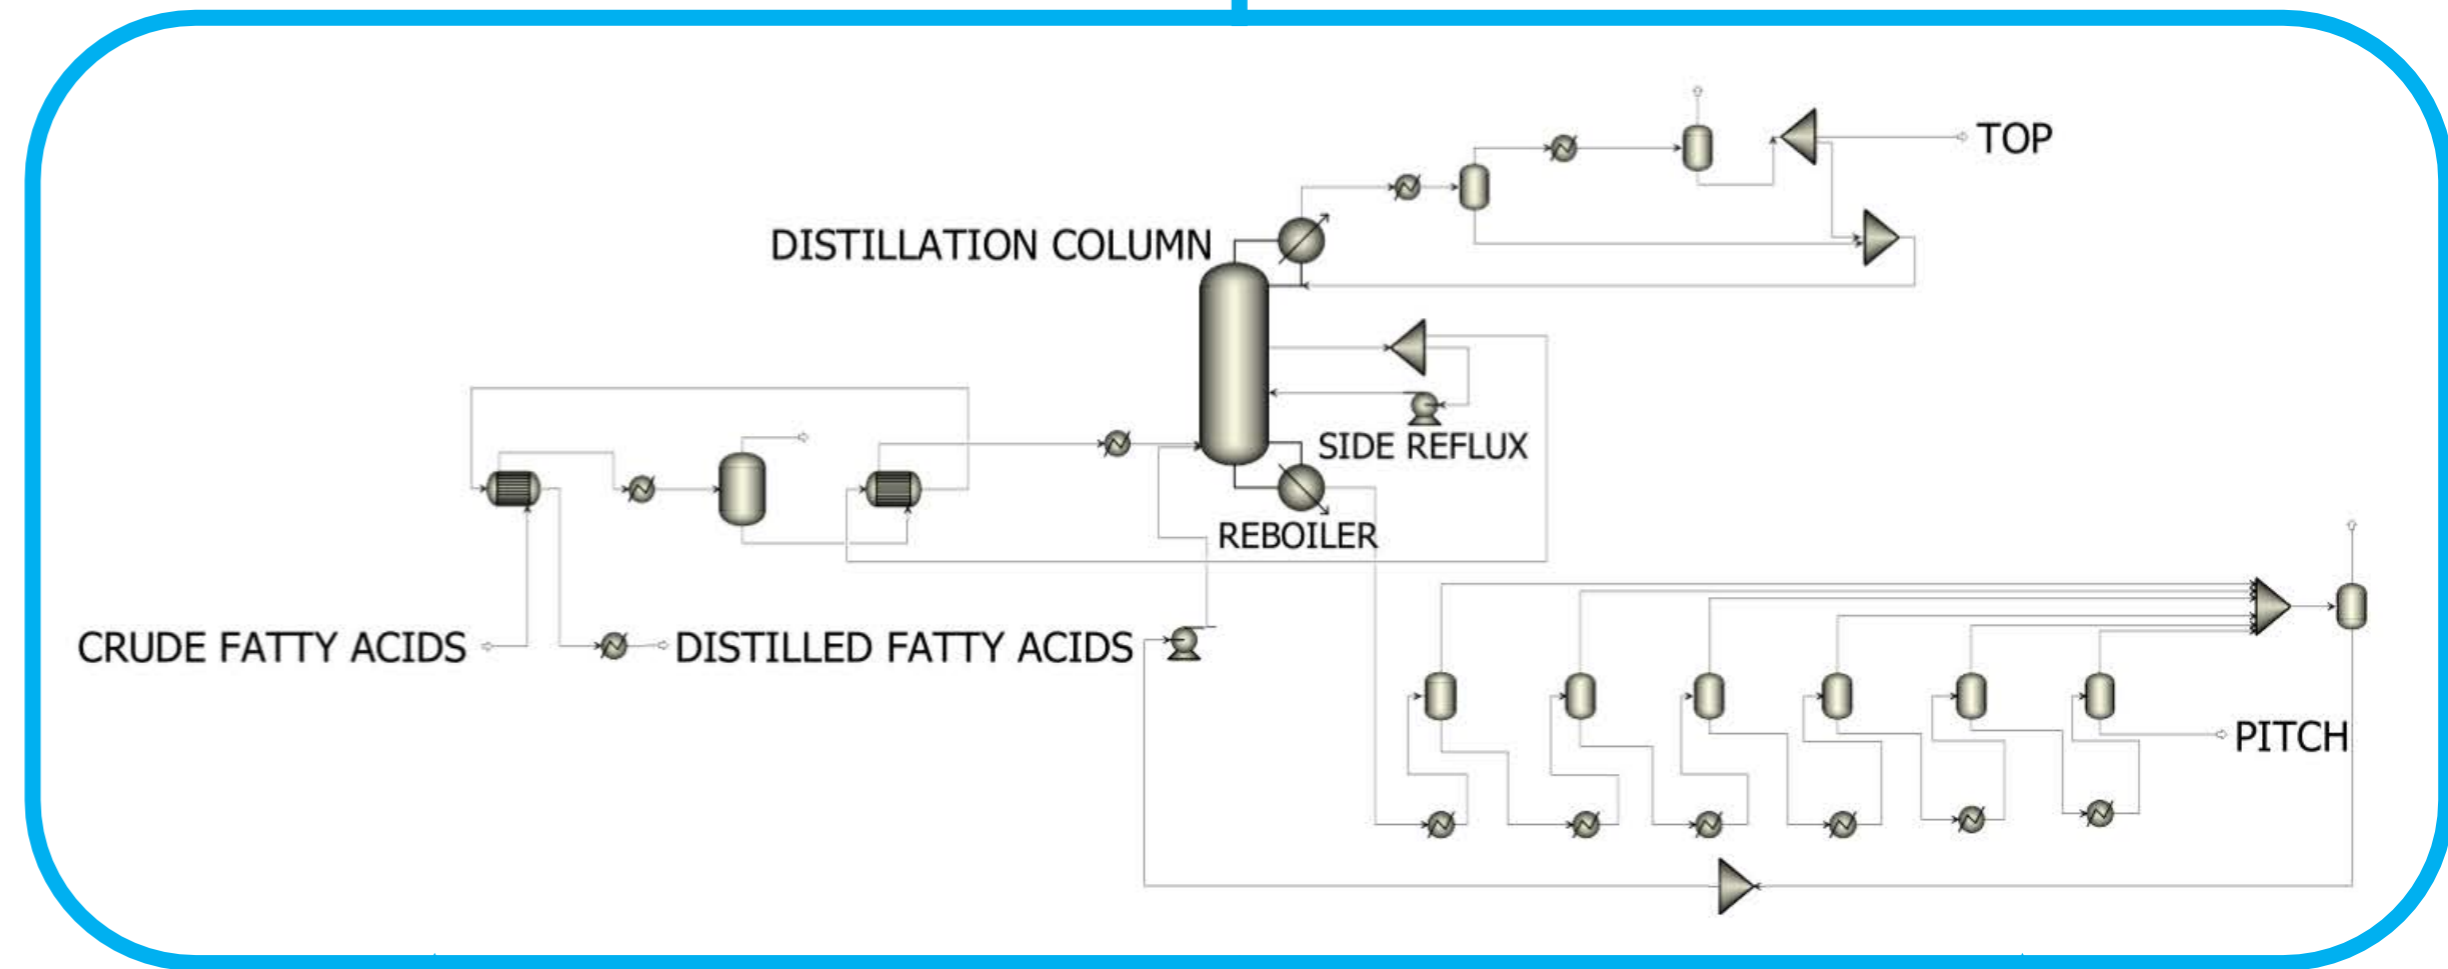 TOP
DISTILLATION COLUMN
SIDE REFLUX
REBOILER
CRUDE FATTY ACIDS
DISTILLED FATTY ACIDS
PITCH